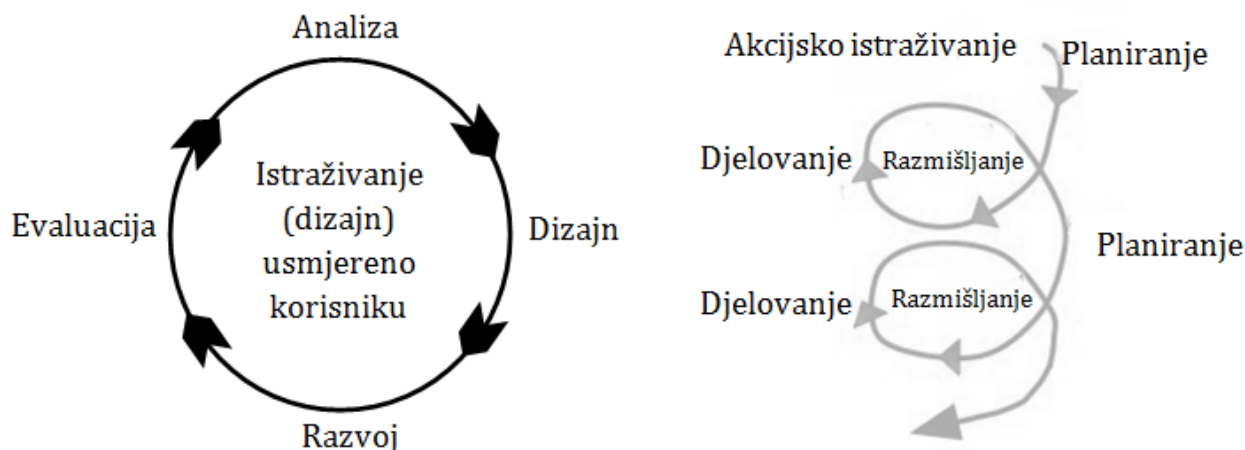 Analiza
Istraživanje
(dizajn)
usmjereno
korisniku
Evaluacija
Dizajn
Razvoj
Akcijsko istraživanje
Planiranje
Djelovanje
Razmišljanje
Planiranje
Djelovanje
Razmišljanje